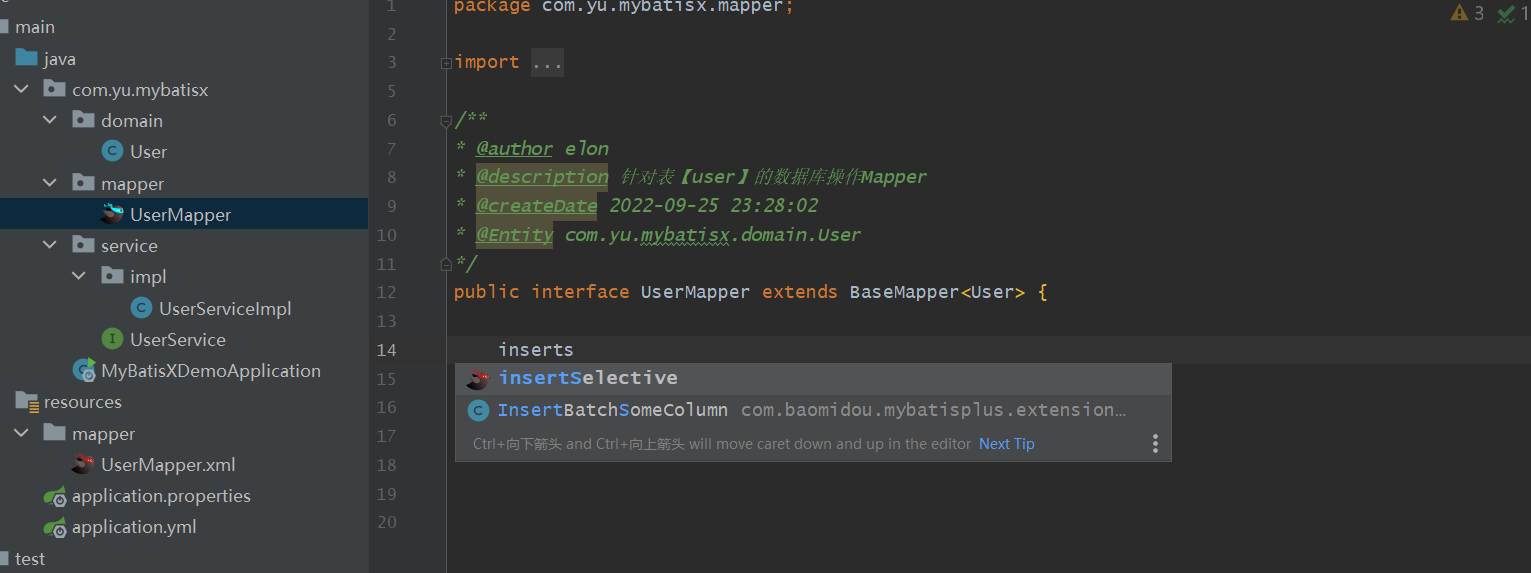 main
java
com.yu.mybatisx
domain
User
mapper
UserMapper
service
impl
UserServiceImpl
UserService
MyBatisXDemoApplication
resources
mapper
UserMapper.xml
application.properties
application.yml
test
1 package com.yu.mybatisx.mapper;
2
3 import ...
5
6 /**
7 * @author elon
8 * @description 针对表【user】的数据库操作Mapper
9 * @createDate 2022-09-25 23:28:02
10 * @Entity com.yu.mybatisx.domain.User
11 */
12 public interface UserMapper extends BaseMapper<User> {
13
14 inserts
15 insertSelective
16 InsertBatchSomeColumn com.baomidou.mybatisplus.extension…
17 Ctrl+向下箭头 and Ctrl+向上箭头 will move caret down and up in the editor Next Tip
18
19
20
3 1